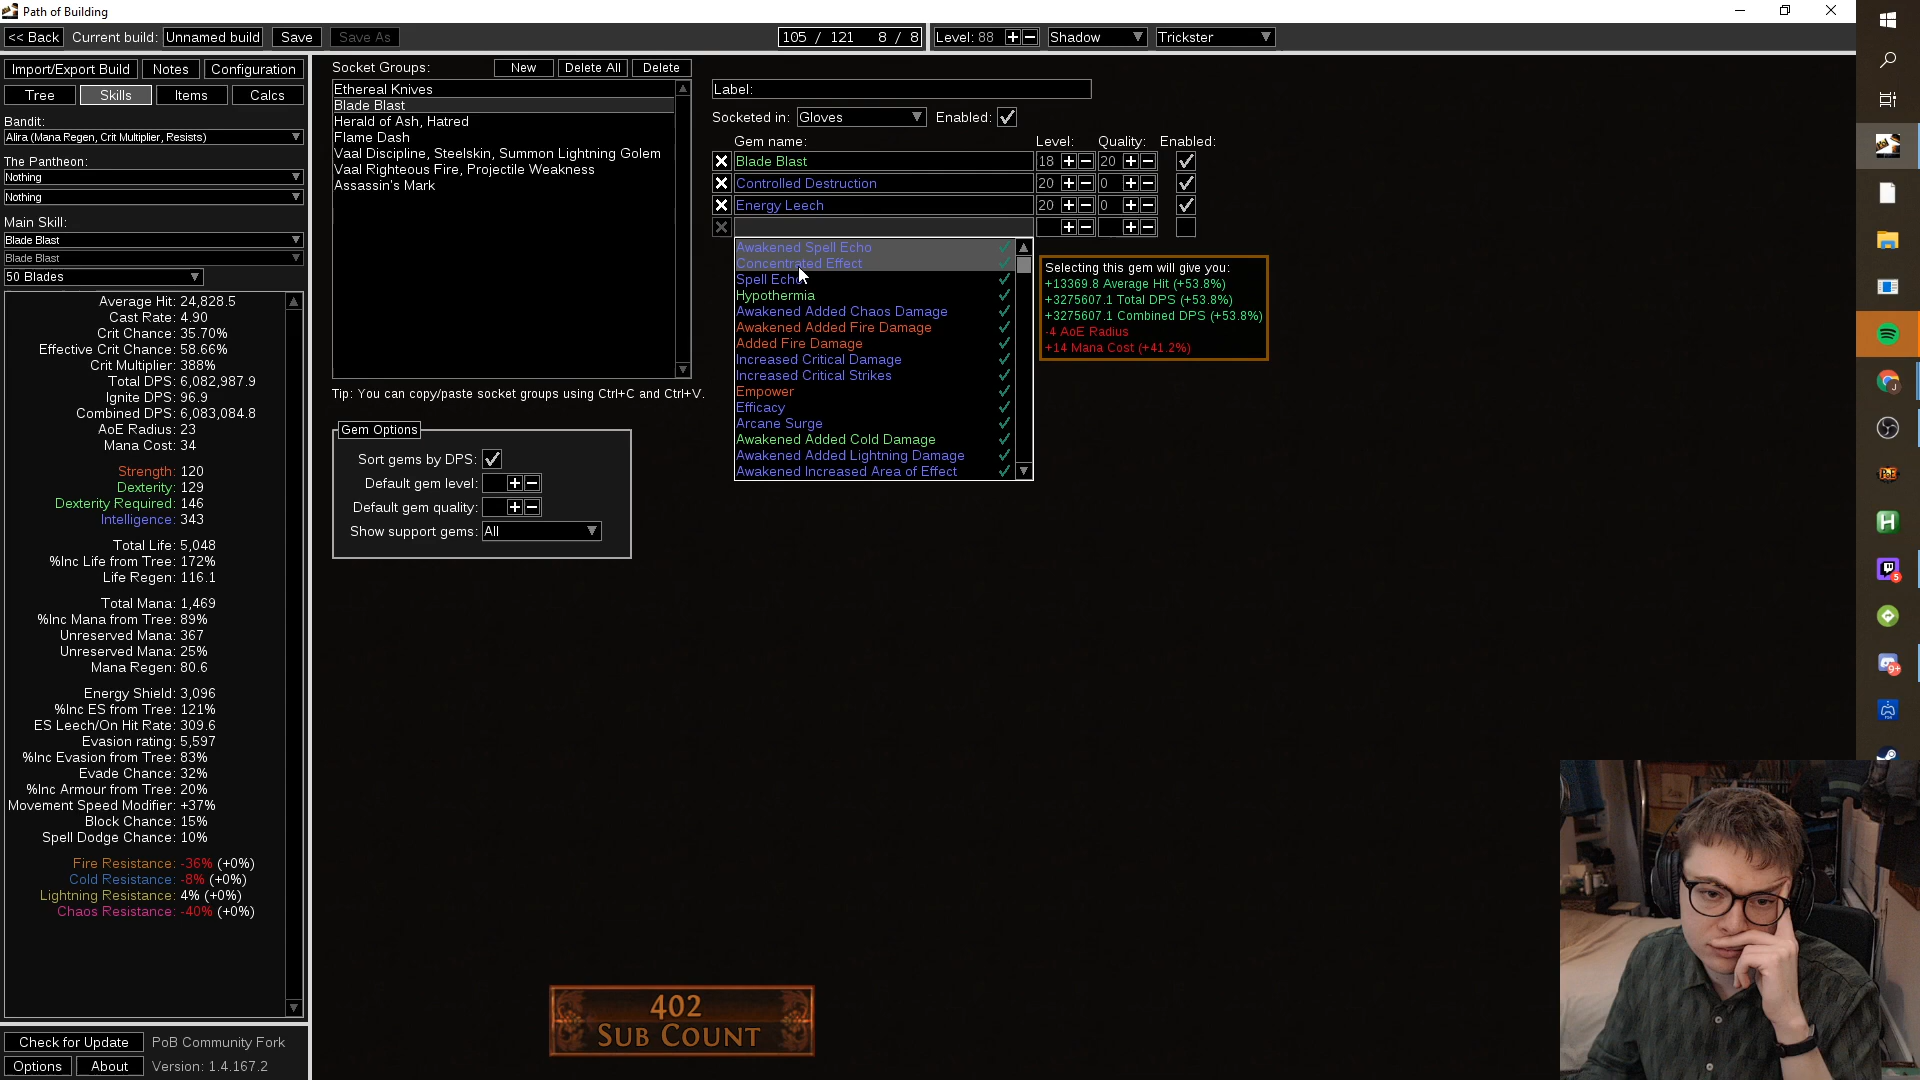 Path of Building
<< Back Current build: Unnamed build Save Save As 105 / 121 8 / 8 Level: 88 Shadow Trickster
Import/Export Build Notes Configuration
Tree Skills Items Calcs
Bandit:
Alira (Mana Regen, Crit Multiplier, Resists)
The Pantheon:
Nothing
Nothing
Main Skill:
Blade Blast
Blade Blast
50 Blades
Average Hit: 24,828.5
Cast Rate: 4.90
Crit Chance: 35.70%
Effective Crit Chance: 58.66%
Crit Multiplier: 388%
Total DPS: 6,082,987.9
Ignite DPS: 96.9
Combined DPS: 6,083,084.8
AoE Radius: 23
Mana Cost: 34
Strength: 120
Dexterity: 129
Dexterity Required: 146
Intelligence: 343
Total Life: 5,048
%Inc Life from Tree: 172%
Life Regen: 116.1
Total Mana: 1,469
%Inc Mana from Tree: 89%
Unreserved Mana: 367
Unreserved Mana: 25%
Mana Regen: 80.6
Energy Shield: 3,096
%Inc ES from Tree: 121%
ES Leech/On Hit Rate: 309.6
Evasion rating: 5,597
%Inc Evasion from Tree: 83%
Evade Chance: 32%
%Inc Armour from Tree: 20%
Movement Speed Modifier: +37%
Block Chance: 15%
Spell Dodge Chance: 10%
Fire Resistance: -36% (+0%)
Cold Resistance: -8% (+0%)
Lightning Resistance: 4% (+0%)
Chaos Resistance: -40% (+0%)
Check for Update PoB Community Fork
Options About Version: 1.4.167.2
Socket Groups: New Delete All Delete
Ethereal Knives
Blade Blast
Herald of Ash, Hatred
Flame Dash
Vaal Discipline, Steelskin, Summon Lightning Golem
Vaal Righteous Fire, Projectile Weakness
Assassin's Mark
Tip: You can copy/paste socket groups using Ctrl+C and Ctrl+V.
Gem Options
Sort gems by DPS:
Default gem level:
Default gem quality:
Show support gems: All
Label:
Socketed in: Gloves Enabled:
Gem name: Level: Quality: Enabled:
Blade Blast 18 20
Controlled Destruction 20 0
Energy Leech 20 0
Awakened Spell Echo
Concentrated Effect
Spell Echo
Hypothermia
Awakened Added Chaos Damage
Awakened Added Fire Damage
Added Fire Damage
Increased Critical Damage
Increased Critical Strikes
Empower
Efficacy
Arcane Surge
Awakened Added Cold Damage
Awakened Added Lightning Damage
Awakened Increased Area of Effect
Selecting this gem will give you:
+13369.8 Average Hit (+53.8%)
+3275607.1 Total DPS (+53.8%)
+3275607.1 Combined DPS (+53.8%)
-4 AoE Radius
+14 Mana Cost (+41.2%)
402
SUB COUNT